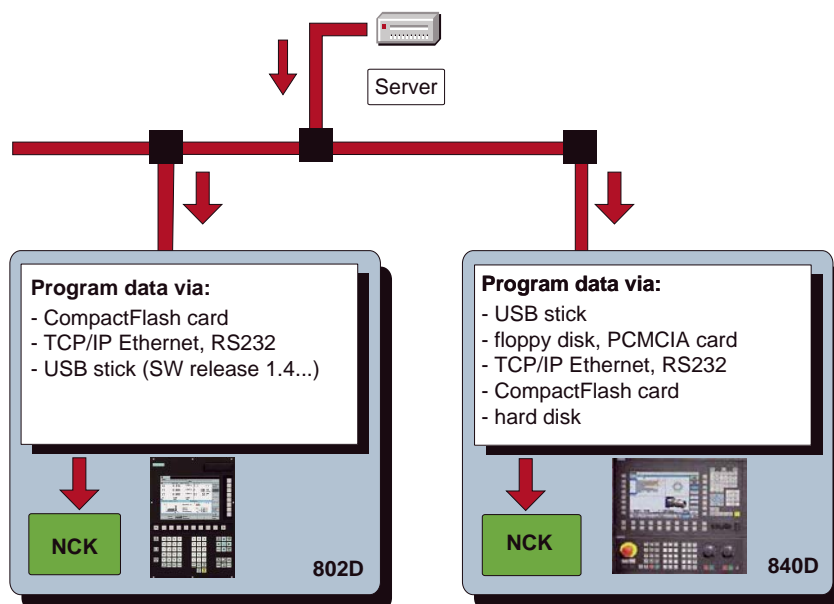 Server
Program data via:
- CompactFlash card
- TCP/IP Ethernet, RS232
- USB stick (SW release 1.4...)
NCK
802D
Program data via:
- USB stick
- floppy disk, PCMCIA card
- TCP/IP Ethernet, RS232
- CompactFlash card
- hard disk
NCK
840D